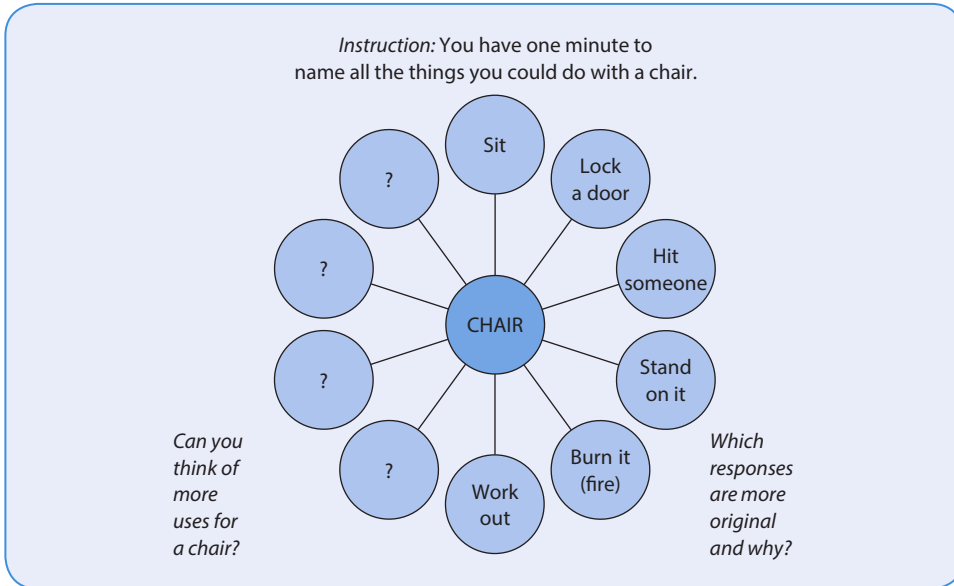 Instruction: You have one minute to
name all the things you could do with a chair.
Sit
Lock
a door
Hit
someone
Stand
on it
Burn it
(fire)
Work
out
?
?
?
?
CHAIR
Can you
think of
more
uses for
a chair?
Which
responses
are more
original
and why?